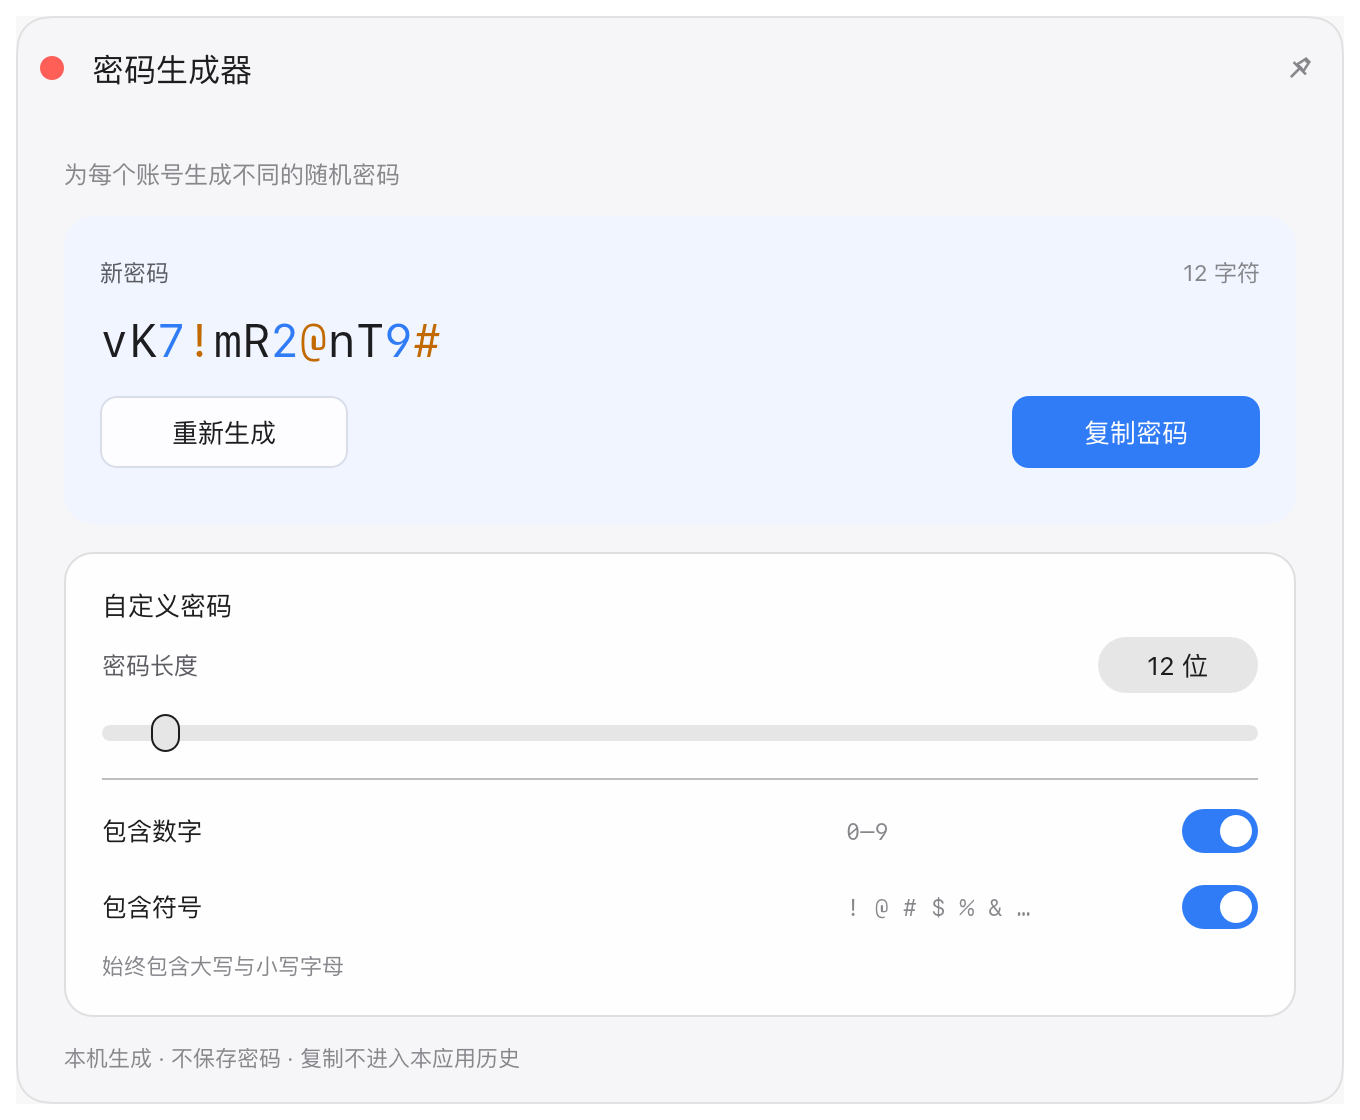 密码生成器
为每个账号生成不同的随机密码
新密码
12 字符
vK7!mR2@nT9#
重新生成
复制密码
自定义密码
密码长度
12 位
包含数字
0–9
包含符号
! @ # $ % & …
始终包含大写与小写字母
本机生成 · 不保存密码 · 复制不进入本应用历史